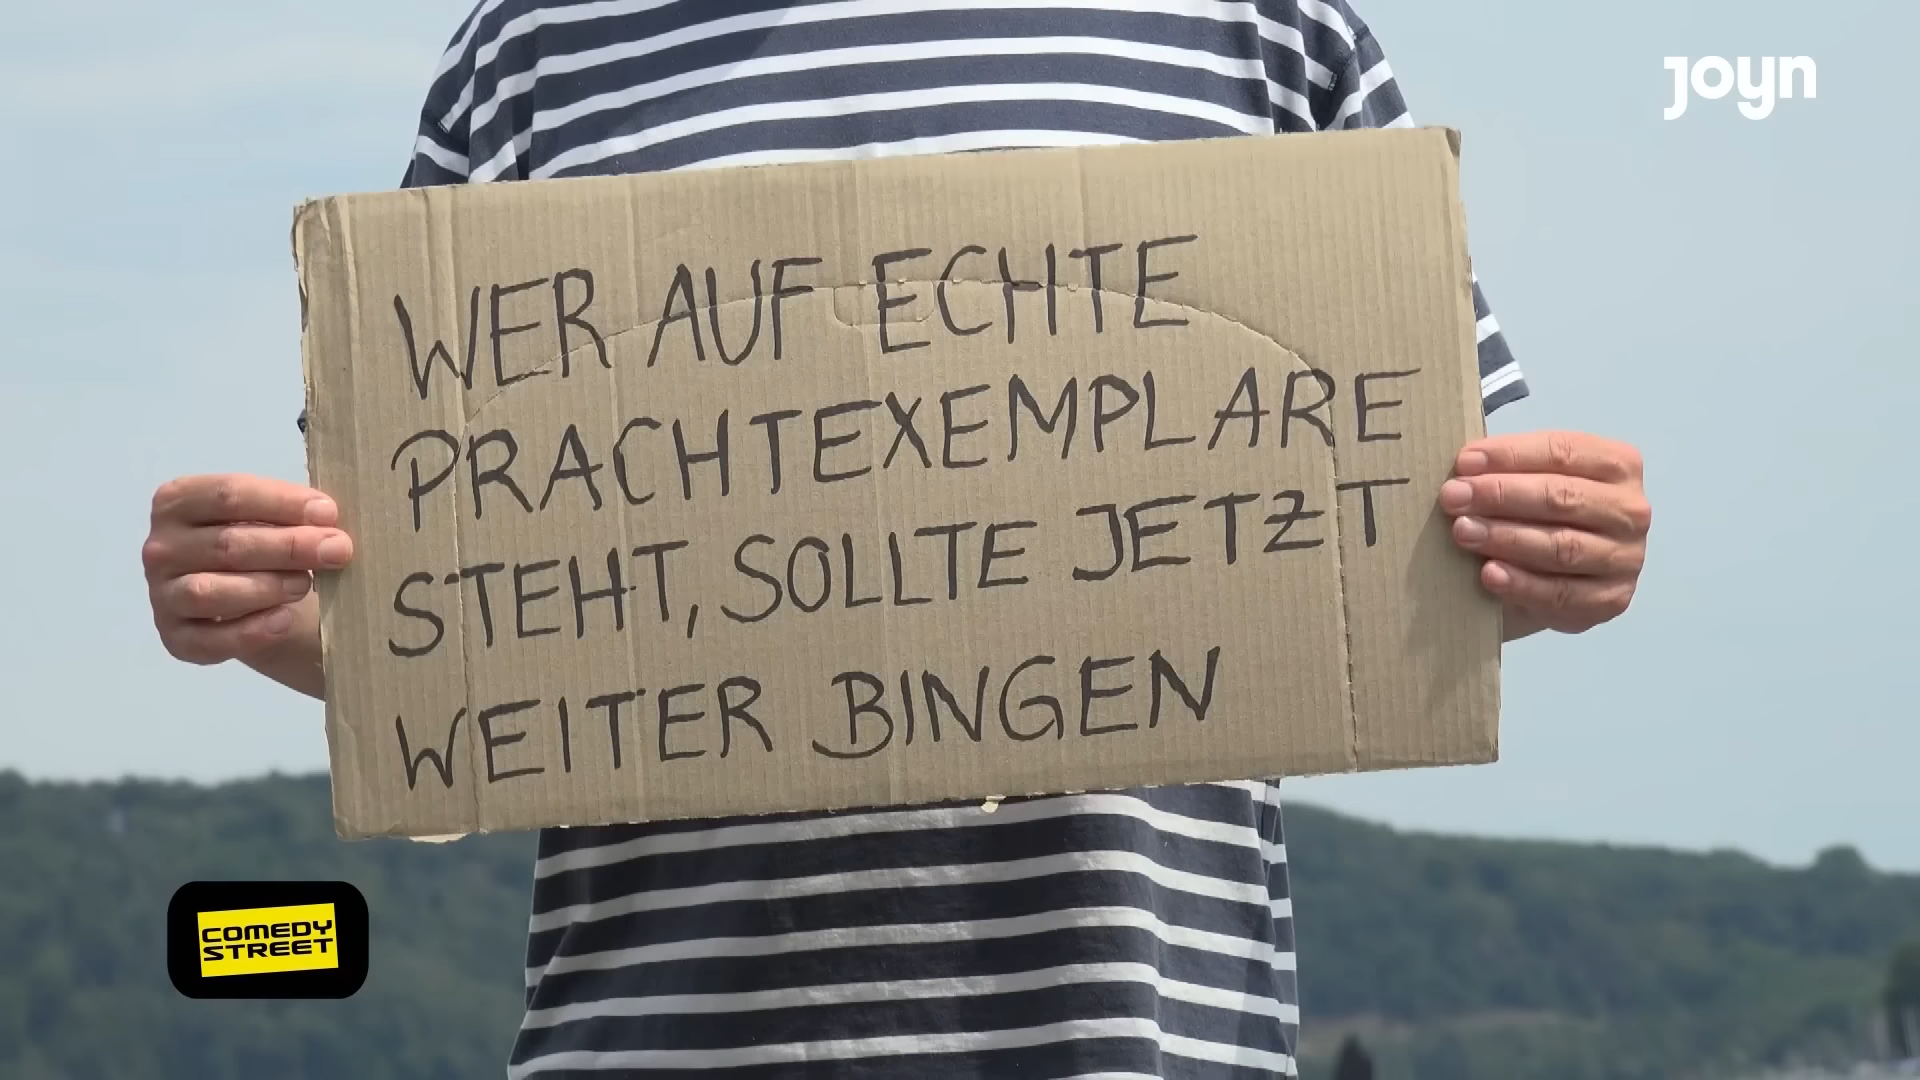 joyn
WER AUF ECHTE
PRACHTEXEMPLARE
STEHT, SOLLTE JETZT
WEITER BINGEN
COMEDY
STREET